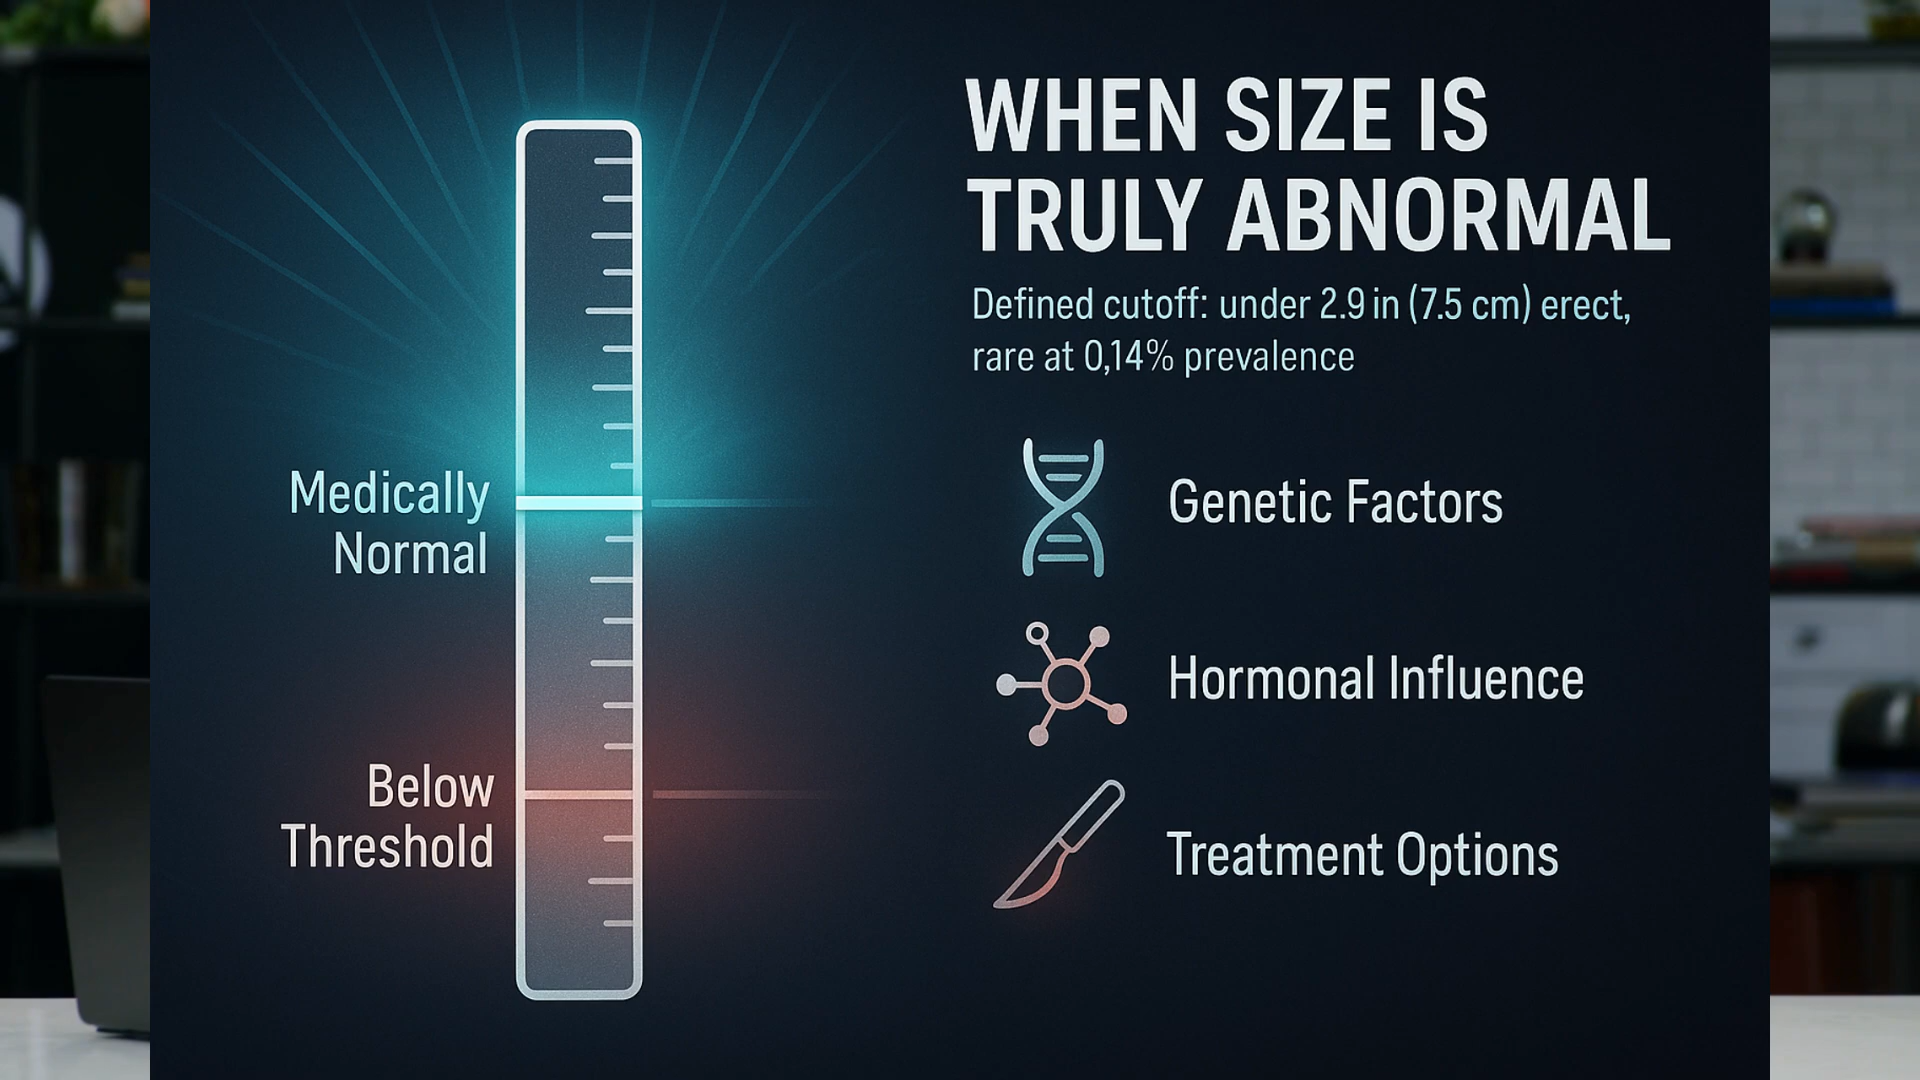 WHEN SIZE IS
TRULY ABNORMAL
Defined cutoff: under 2.9 in (7.5 cm) erect,
rare at 0,14% prevalence
Medically
Normal
Below
Threshold
Genetic Factors
Hormonal Influence
Treatment Options